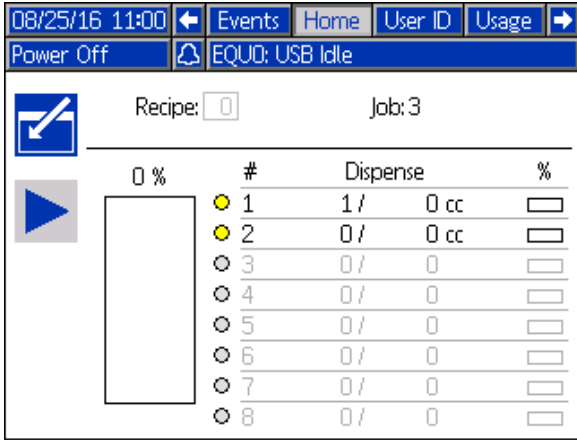 08/25/16 11:00 Events Home User ID Usage
Power Off EQU0: USB Idle
Recipe: 0 Job: 3
0 % # Dispense %
1 1 / 0 cc
2 0 / 0 cc
3 0 / 0
4 0 / 0
5 0 / 0
6 0 / 0
7 0 / 0
8 0 / 0